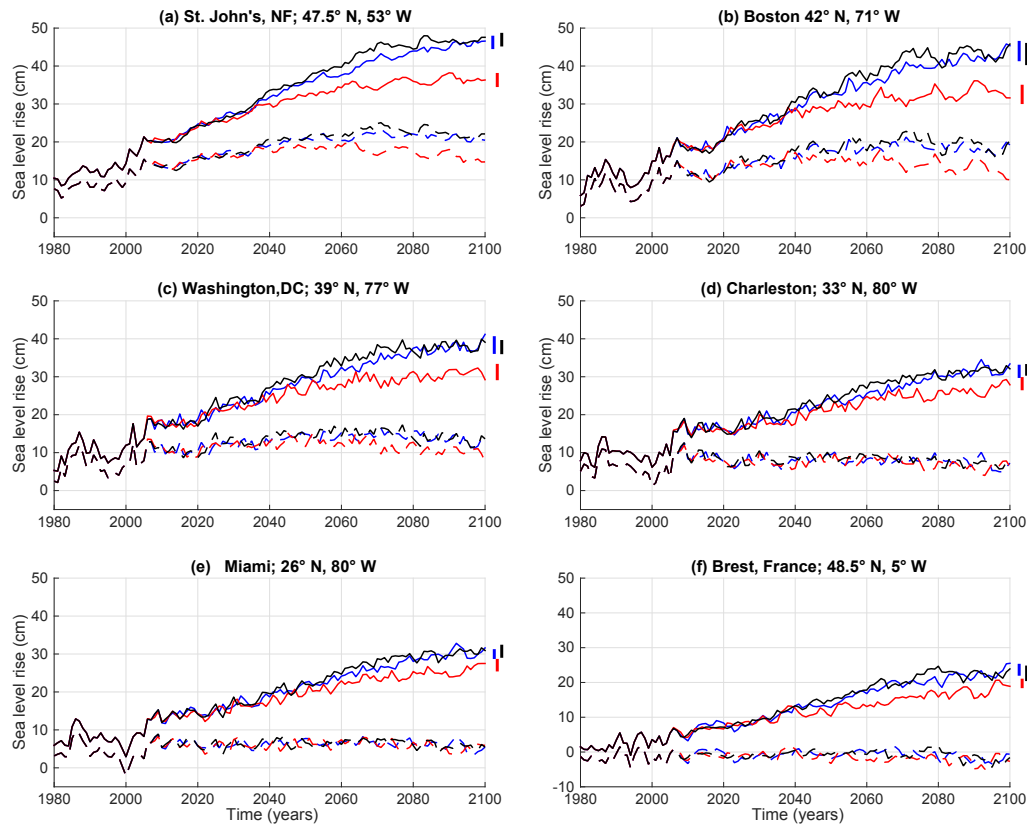 (a) St. John's, NF; 47.5° N, 53° W
50
40
30
20
10
0
Sea level rise (cm)
1980 2000 2020 2040 2060 2080 2100
(b) Boston 42° N, 71° W
50
40
30
20
10
0
Sea level rise (cm)
1980 2000 2020 2040 2060 2080 2100
(c) Washington,DC; 39° N, 77° W
50
40
30
20
10
0
Sea level rise (cm)
1980 2000 2020 2040 2060 2080 2100
(d) Charleston; 33° N, 80° W
50
40
30
20
10
0
Sea level rise (cm)
1980 2000 2020 2040 2060 2080 2100
(e) Miami; 26° N, 80° W
50
40
30
20
10
0
Sea level rise (cm)
1980 2000 2020 2040 2060 2080 2100
Time (years)
(f) Brest, France; 48.5° N, 5° W
50
40
30
20
10
0
-10
Sea level rise (cm)
1980 2000 2020 2040 2060 2080 2100
Time (years)